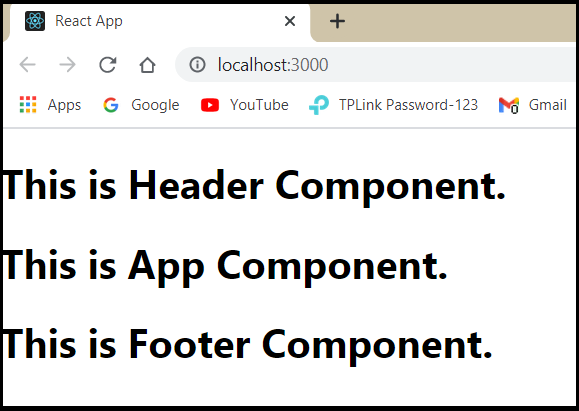 React App
localhost:3000
Apps Google YouTube TPLink Password-123 Gmail
This is Header Component.
This is App Component.
This is Footer Component.